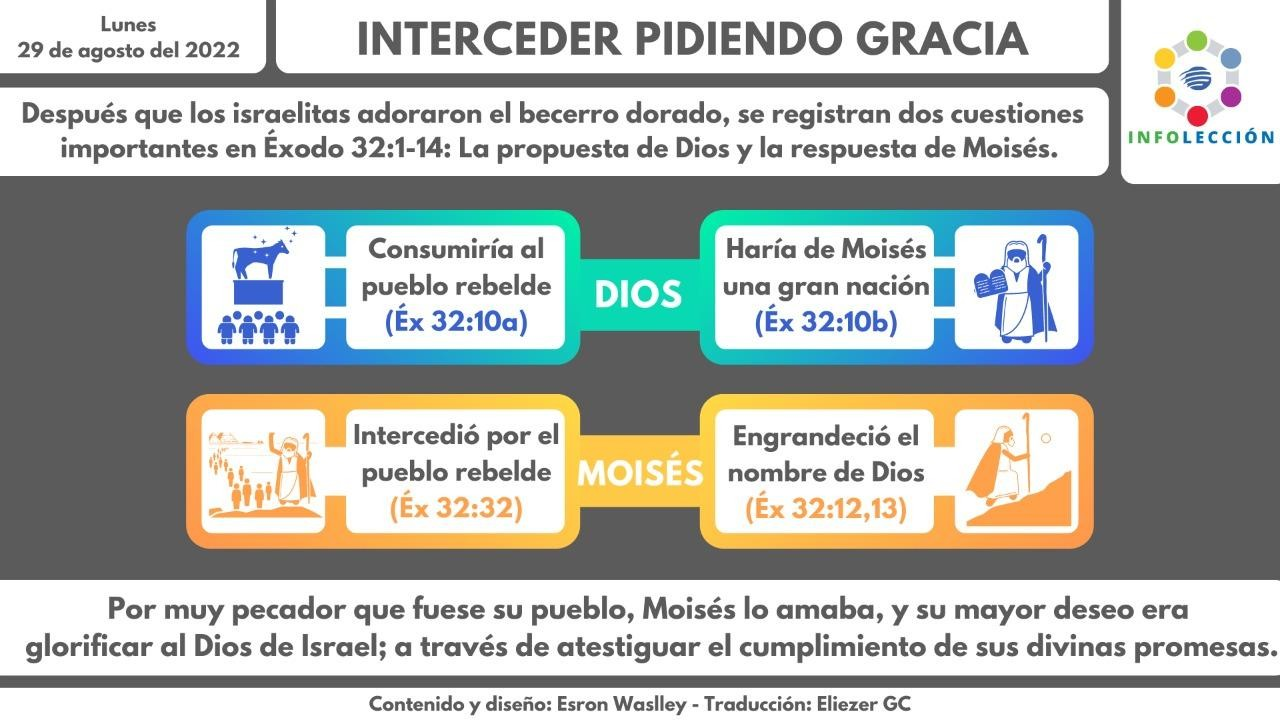 Lunes
29 de agosto del 2022
INTERCEDER PIDIENDO GRACIA
INFOLECCIÓN
Después que los israelitas adoraron el becerro dorado, se registran dos cuestiones
importantes en Éxodo 32:1-14: La propuesta de Dios y la respuesta de Moisés.
Consumiría al
pueblo rebelde
(Éx 32:10a)
DIOS
Haría de Moisés
una gran nación
(Éx 32:10b)
Intercedió por el
pueblo rebelde
(Éx 32:32)
MOISÉS
Engrandeció el
nombre de Dios
(Éx 32:12,13)
Por muy pecador que fuese su pueblo, Moisés lo amaba, y su mayor deseo era
glorificar al Dios de Israel; a través de atestiguar el cumplimiento de sus divinas promesas.
Contenido y diseño: Esron Waslley - Traducción: Eliezer GC